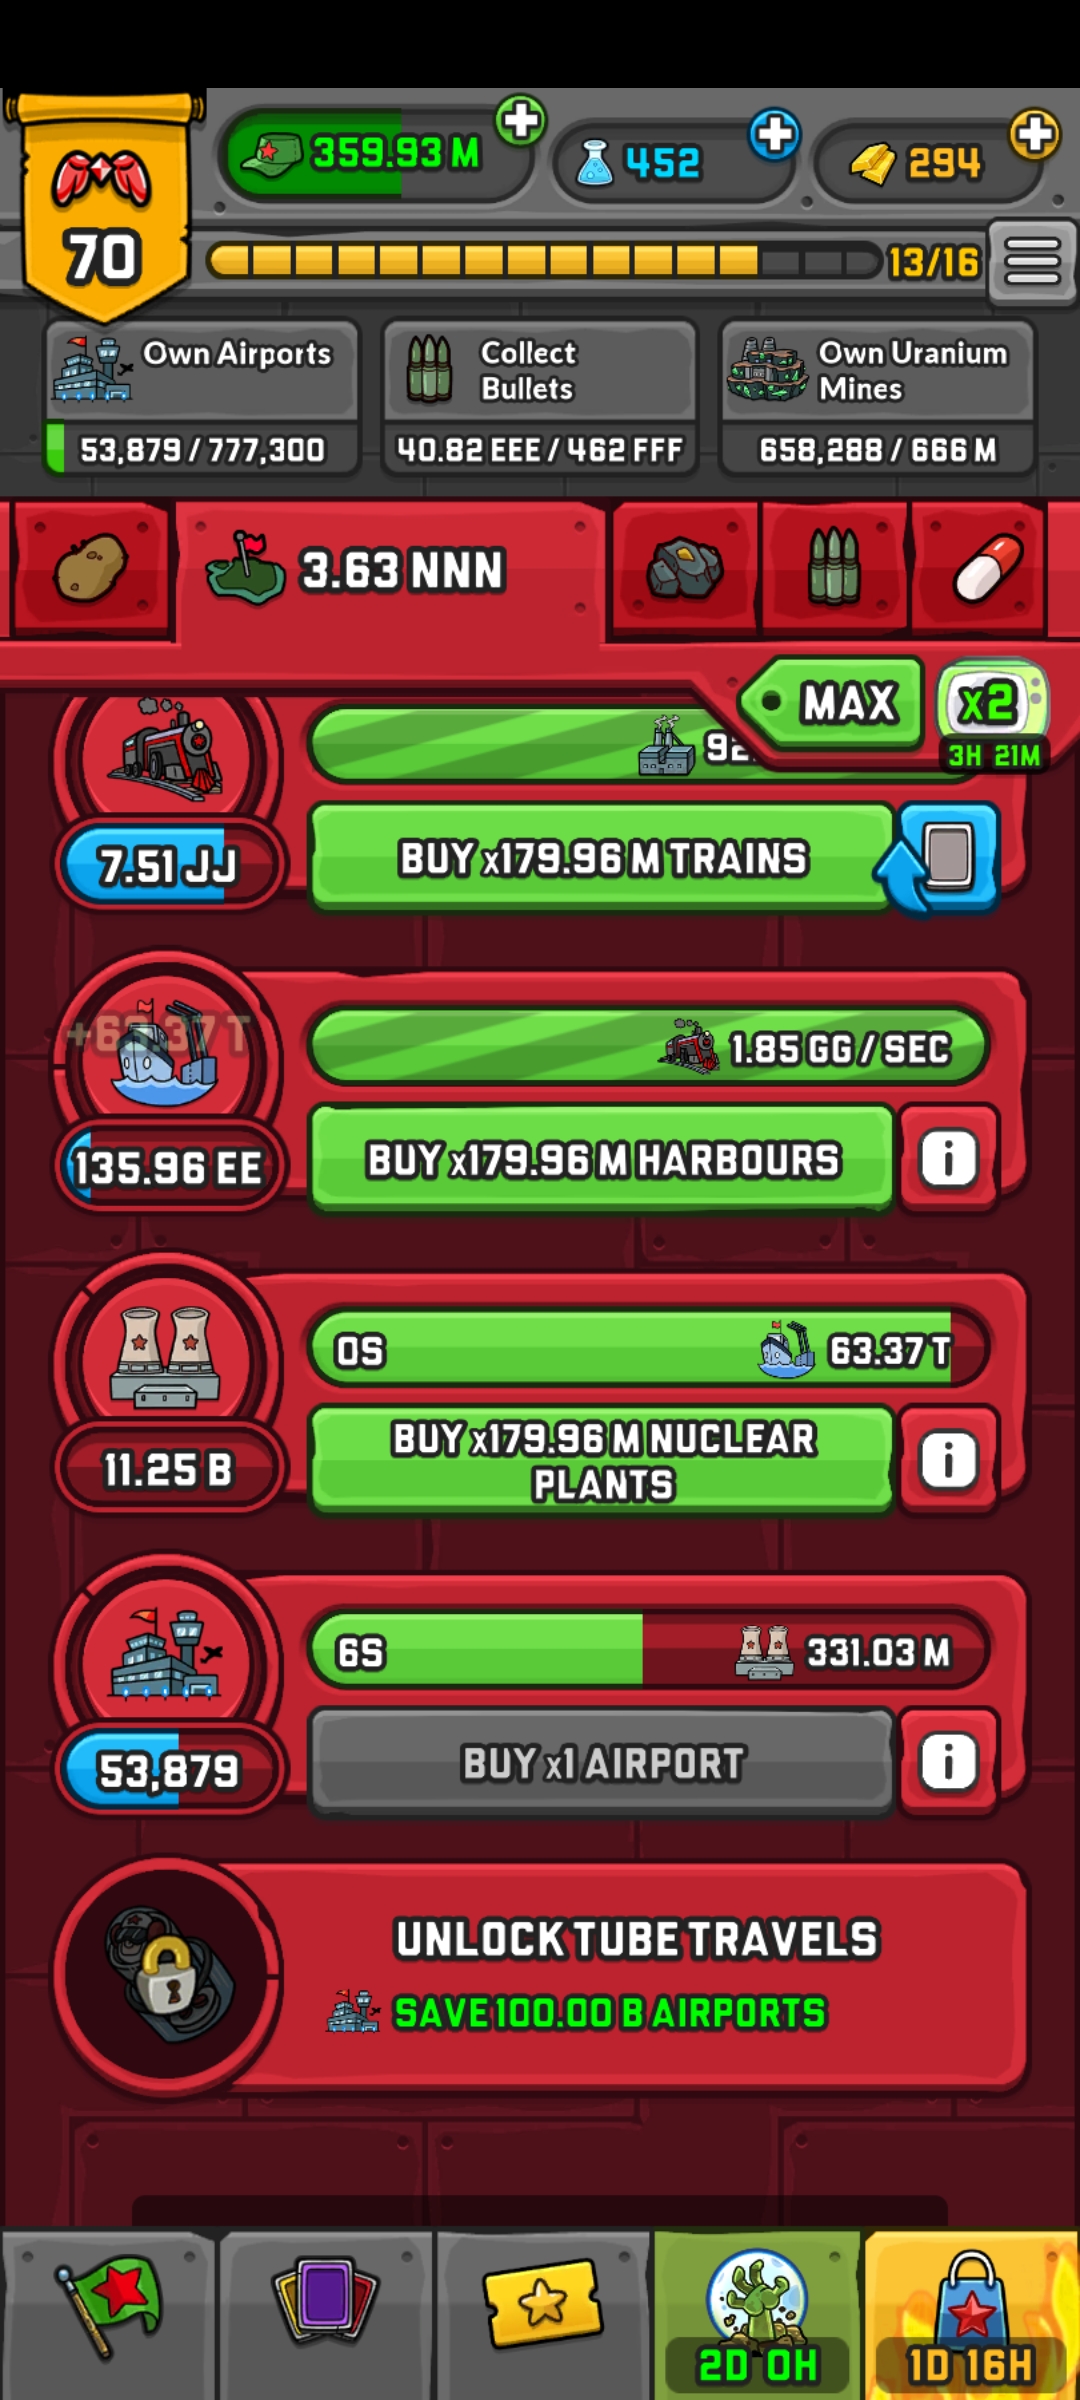 359.93 M
452
294
70
13/16
Own Airports
53,879 / 777,300
Collect
Bullets
40.82 EEE / 462 FFF
Own Uranium
Mines
658,288 / 666 M
3.63 NNN
MAX
x2
3H 21M
92.
7.51 JJ
BUY x179.96 M TRAINS
+63.37 T
1.85 GG / SEC
135.96 EE
BUY x179.96 M HARBOURS
i
0S
63.37 T
11.25 B
BUY x179.96 M NUCLEAR
PLANTS
i
6S
331.03 M
53,879
BUY x1 AIRPORT
i
UNLOCK TUBE TRAVELS
SAVE 100.00 B AIRPORTS
2D 0H
1D 16H